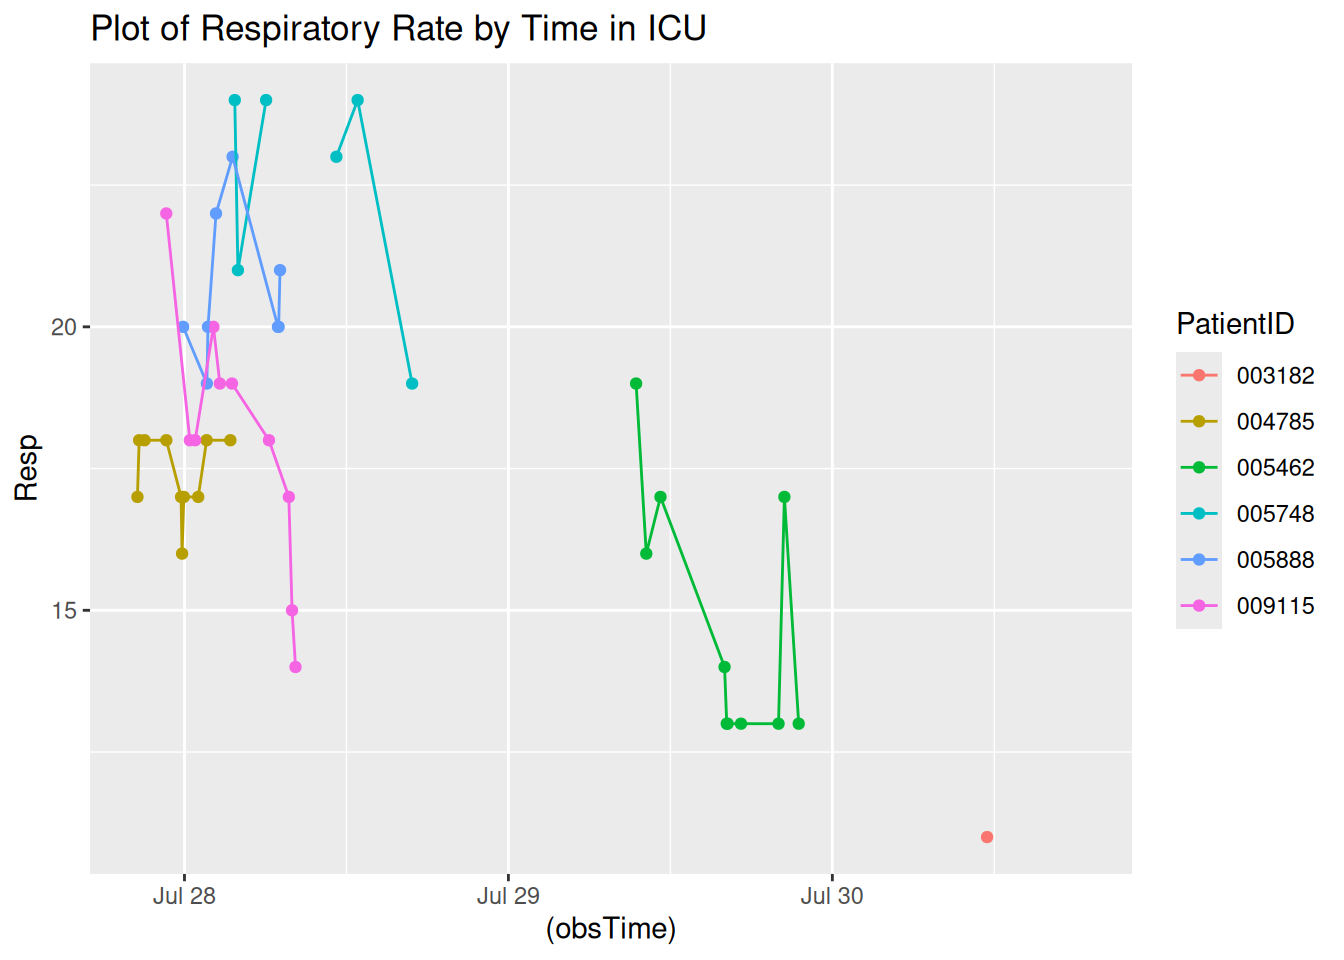 Plot of Respiratory Rate by Time in ICU
Resp
20
15
Jul 28
Jul 29
Jul 30
(obsTime)
PatientID
003182
004785
005462
005748
005888
009115